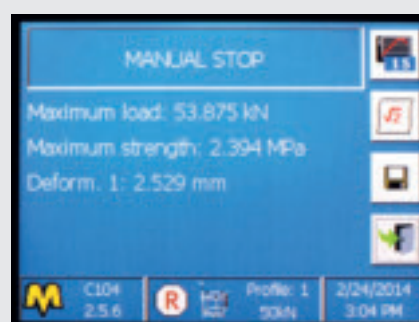 MANUAL STOP
15
Maximum load: 53.875 kN
Maximum strength: 2.394 MPa
Deform. 1: 2.529 mm
C104
2.5.6
R
Profile: 1
50kN
2/24/2014
3:04 PM